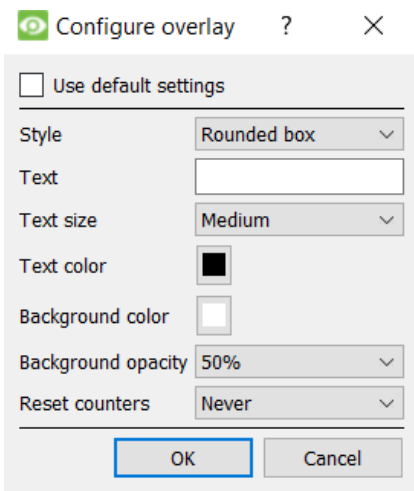 Configure overlay ?
Use default settings
Style Rounded box
Text
Text size Medium
Text color
Background color
Background opacity 50%
Reset counters Never
OK Cancel